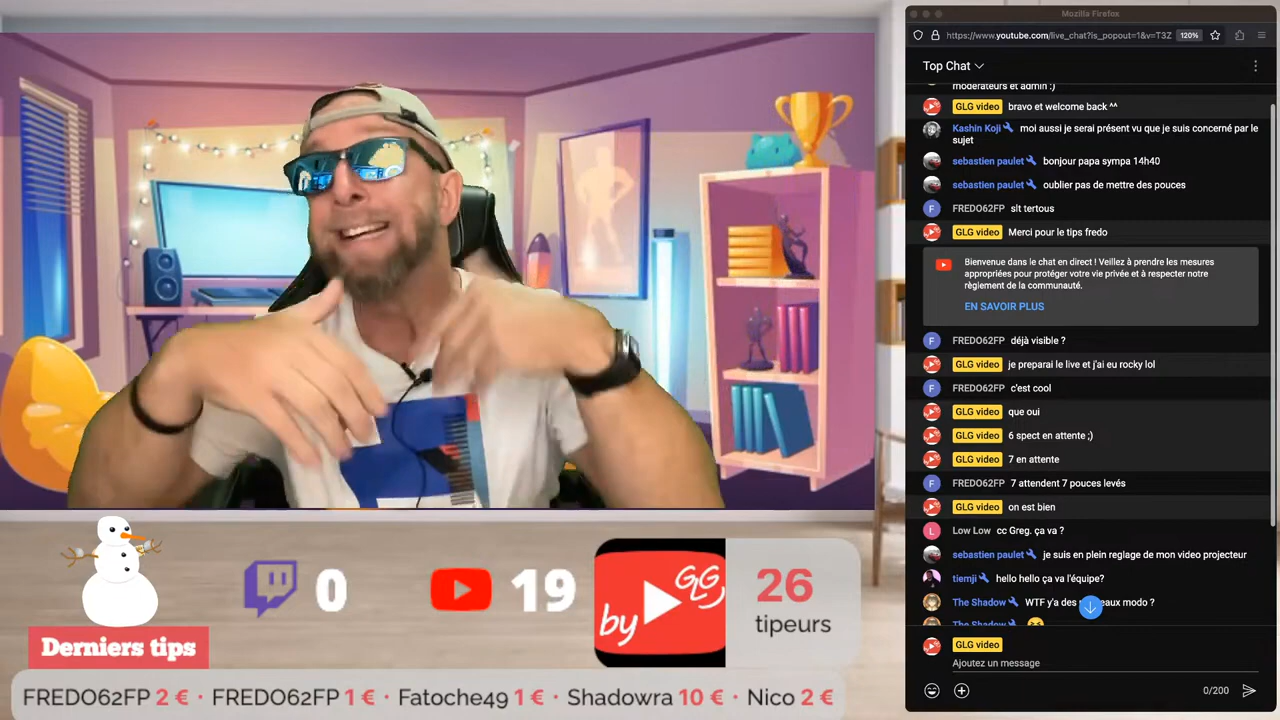 Mozilla Firefox
https://www.youtube.com/live_chat?is_popout=1&v=T3Z 120%
Top Chat
modérateurs et admin :)
GLG video bravo et welcome back ^^
Kashin Koji moi aussi je serai présent vu que je suis concerné par le
sujet
sebastien paulet bonjour papa sympa 14h40
sebastien paulet oublier pas de mettre des pouces
FREDO62FP slt tertous
GLG video Merci pour le tips fredo
Bienvenue dans le chat en direct ! Veillez à prendre les mesures
appropriées pour protéger votre vie privée et à respecter notre
règlement de la communauté.
EN SAVOIR PLUS
FREDO62FP déjà visible ?
GLG video je preparai le live et j'ai eu rocky lol
FREDO62FP c'est cool
GLG video que oui
GLG video 6 spect en attente ;)
GLG video 7 en attente
FREDO62FP 7 attendent 7 pouces levés
GLG video on est bien
Low Low cc Greg. ça va ?
sebastien paulet je suis en plein reglage de mon video projecteur
tiemji hello hello ça va l'équipe?
The Shadow WTF y'a des eaux modo ?
The Shadow
GLG video
Ajoutez un message
0/200
0
19
by GLG
26
tipeurs
Derniers tips
FREDO62FP 2 € · FREDO62FP 1 € · Fatoche49 1 € · Shadowra 10 € · Nico 2 €